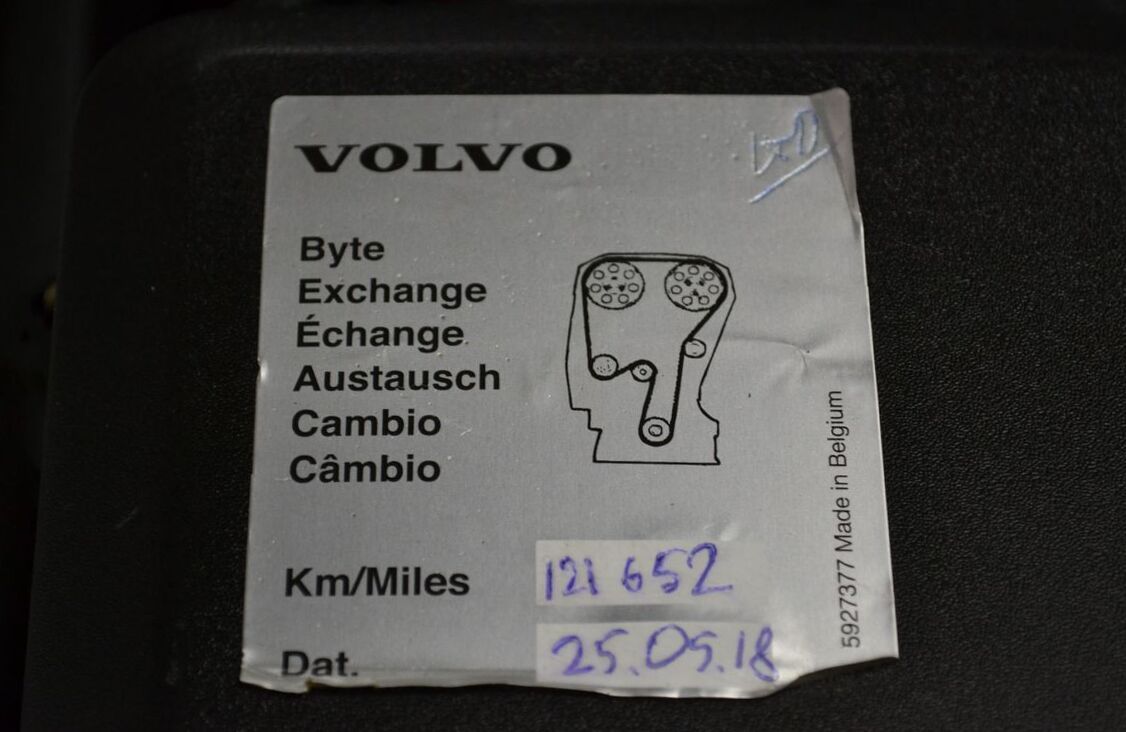 VOLVO
Byte
Exchange
Échange
Austausch
Cambio
Câmbio
Km/Miles 121 652
Dat. 25.05.18
5927377 Made in Belgium